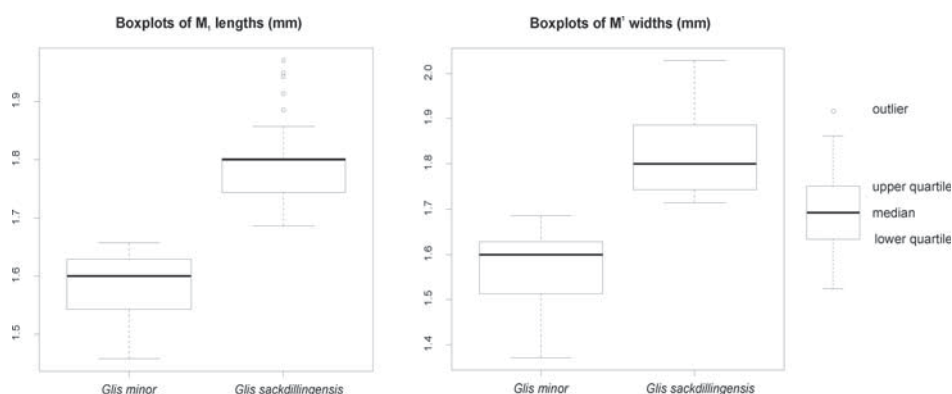 Boxplots of M₁ lengths (mm)
1.9
1.8
1.7
1.6
1.5
Glis minor
Glis sackdillingensis
Boxplots of M¹ widths (mm)
2.0
1.9
1.8
1.7
1.6
1.5
1.4
Glis minor
Glis sackdillingensis
outlier
upper quartile
median
lower quartile